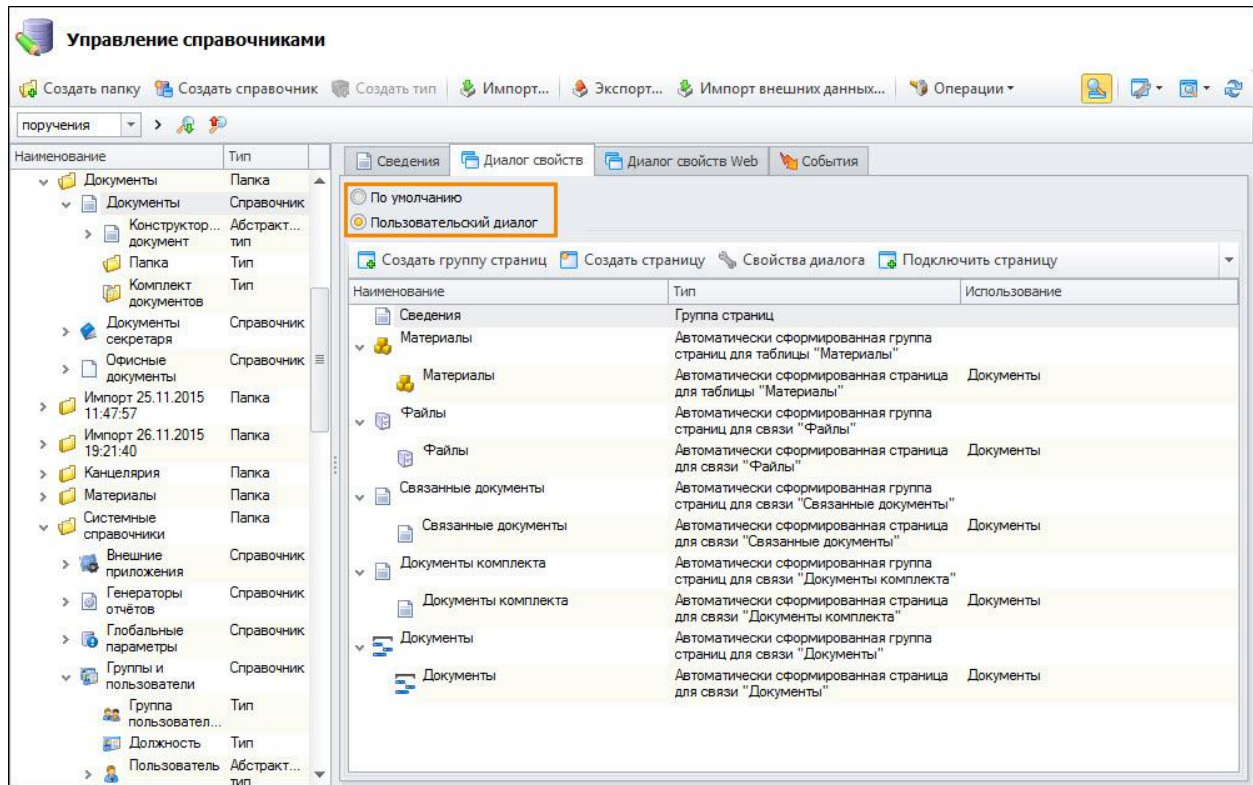 Управление справочниками
Создать папку Создать справочник Создать тип Импорт... Экспорт... Импорт внешних данных... Операции
поручения
Наименование Тип
Документы Папка
Документы Справочник
Конструктор... Абстракт...
документ тип
Папка Тип
Комплект Тип
документов
Документы Справочник
секретаря
Офисные Справочник
документы
Импорт 25.11.2015 Папка
11:47:57
Импорт 26.11.2015 Папка
19:21:40
Канцелярия Папка
Материалы Папка
Системные Папка
справочники
Внешние Справочник
приложения
Генераторы Справочник
отчётов
Глобальные Справочник
параметры
Группы и Справочник
пользователи
Группа Тип
пользовател...
Должность Тип
Пользователь Абстракт...
тип
Сведения Диалог свойств Диалог свойств Web События
По умолчанию
Пользовательский диалог
Создать группу страниц Создать страницу Свойства диалога Подключить страницу
Наименование Тип Использование
Сведения Группа страниц
Материалы Автоматически сформированная группа
страниц для таблицы "Материалы"
Материалы Автоматически сформированная страница Документы
для таблицы "Материалы"
Файлы Автоматически сформированная группа
страниц для связи "Файлы"
Файлы Автоматически сформированная страница Документы
для связи "Файлы"
Связанные документы Автоматически сформированная группа
страниц для связи "Связанные документы"
Связанные документы Автоматически сформированная страница Документы
для связи "Связанные документы"
Документы комплекта Автоматически сформированная группа
страниц для связи "Документы комплекта"
Документы комплекта Автоматически сформированная страница Документы
для связи "Документы комплекта"
Документы Автоматически сформированная группа
страниц для связи "Документы"
Документы Автоматически сформированная страница Документы
для связи "Документы"